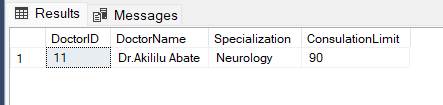 Results Messages
DoctorID DoctorName Specialization ConsulationLimit
1 11 Dr.Akililu Abate Neurology 90